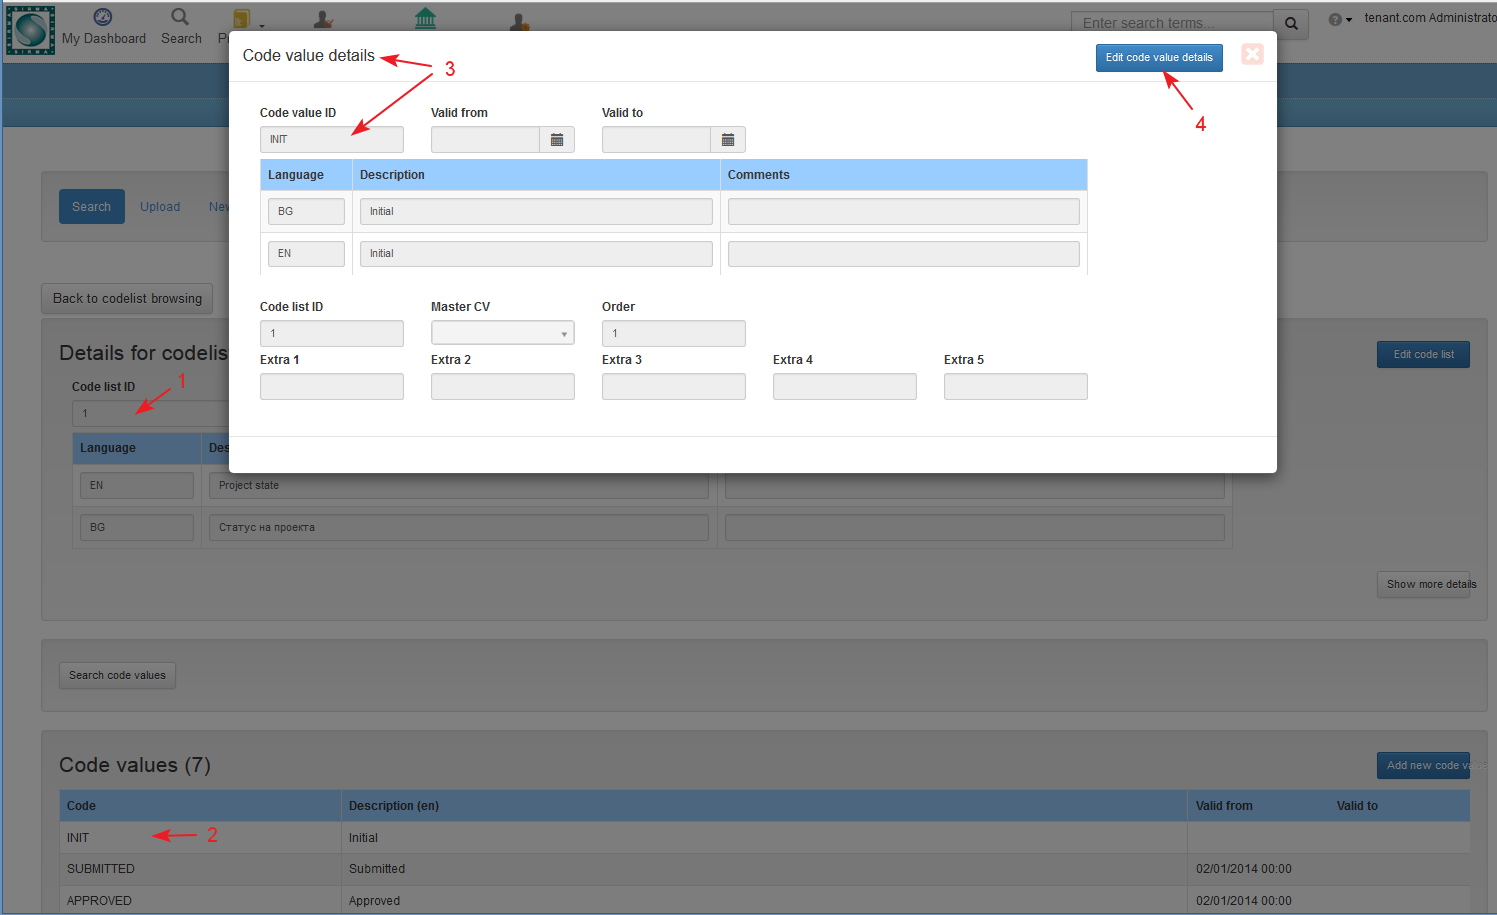 My Dashboard
Search
Enter search terms...
tenant.com Administrato
Code value details
3
Edit code value details
4
Code value ID
Valid from
Valid to
INIT
Language
Description
Comments
BG
Initial
EN
Initial
Code list ID
Master CV
Order
1
1
Extra 1
Extra 2
Extra 3
Extra 4
Extra 5
Search
Upload
Back to codelist browsing
Details for codelis
Edit code list
Code list ID
1
1
Language
Des
EN
Project state
BG
Статус на проекта
Show more details
Search code values
Code values (7)
Add new code value
Code
Description (en)
Valid from
Valid to
INIT
2
Initial
SUBMITTED
Submitted
02/01/2014 00:00
APPROVED
Approved
02/01/2014 00:00